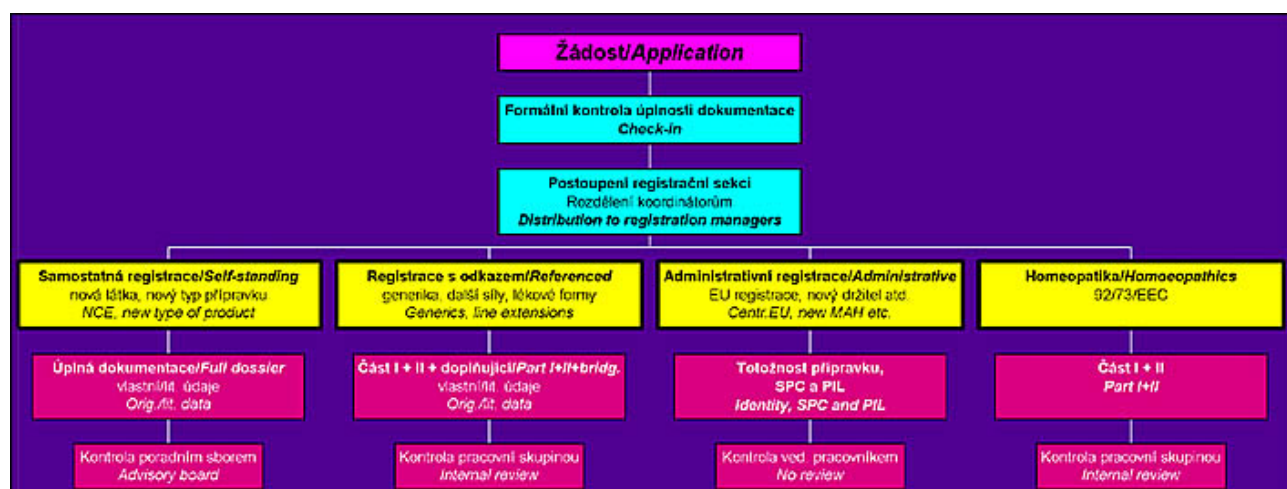 Žádost/Application
Formální kontrola úplnosti dokumentace
Check-in
Postoupení registrační sekci
Rozdělení koordinátorům
Distribution to registration managers
Samostatná registrace/Self-standing
nová látka, nový typ přípravku
NCE, new type of product
Registrace s odkazem/Referenced
generika, další síly, lékové formy
Generics, line extensions
Administrativní registrace/Administrative
EU registrace, nový držitel atd.
Centr.EU, new MAH etc.
Homeopatika/Homoeopathics
92/73/EEC
Úplná dokumentace/Full dossier
vlastní/lit. údaje
Orig./lit. data
Část I + II + doplňující/Part I+II+bridg.
vlastní/lit. údaje
Orig./lit. data
Totožnost přípravku,
SPC a PIL
Identity, SPC and PIL
Část I + II
Part I+II
Kontrola poradním sborem
Advisory board
Kontrola pracovní skupinou
Internal review
Kontrola ved. pracovníkem
No review
Kontrola pracovní skupinou
Internal review